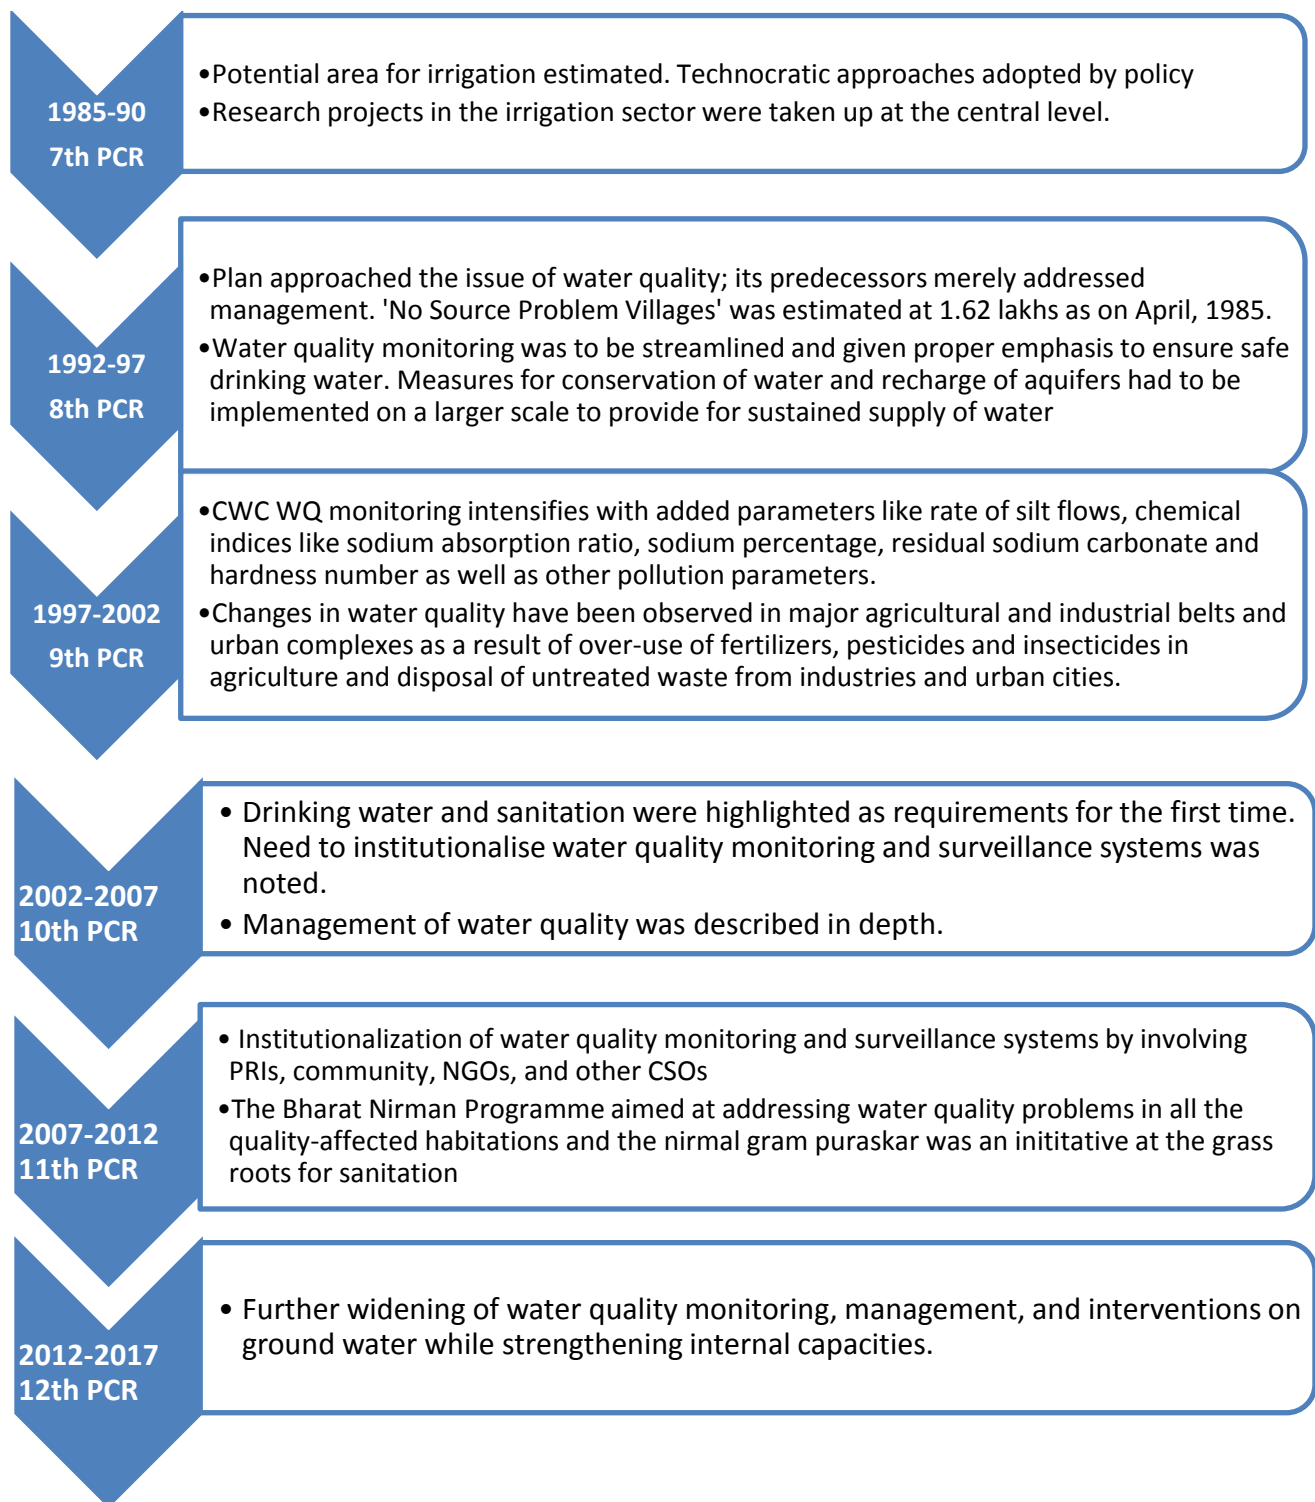 1985-90
7th PCR
•Potential area for irrigation estimated. Technocratic approaches adopted by policy
•Research projects in the irrigation sector were taken up at the central level.
1992-97
8th PCR
•Plan approached the issue of water quality; its predecessors merely addressed
management. 'No Source Problem Villages' was estimated at 1.62 lakhs as on April, 1985.
•Water quality monitoring was to be streamlined and given proper emphasis to ensure safe
drinking water. Measures for conservation of water and recharge of aquifers had to be
implemented on a larger scale to provide for sustained supply of water
1997-2002
9th PCR
•CWC WQ monitoring intensifies with added parameters like rate of silt flows, chemical
indices like sodium absorption ratio, sodium percentage, residual sodium carbonate and
hardness number as well as other pollution parameters.
•Changes in water quality have been observed in major agricultural and industrial belts and
urban complexes as a result of over-use of fertilizers, pesticides and insecticides in
agriculture and disposal of untreated waste from industries and urban cities.
2002-2007
10th PCR
• Drinking water and sanitation were highlighted as requirements for the first time.
Need to institutionalise water quality monitoring and surveillance systems was
noted.
• Management of water quality was described in depth.
2007-2012
11th PCR
• Institutionalization of water quality monitoring and surveillance systems by involving
PRIs, community, NGOs, and other CSOs
•The Bharat Nirman Programme aimed at addressing water quality problems in all the
quality-affected habitations and the nirmal gram puraskar was an inititative at the grass
roots for sanitation
2012-2017
12th PCR
• Further widening of water quality monitoring, management, and interventions on
ground water while strengthening internal capacities.